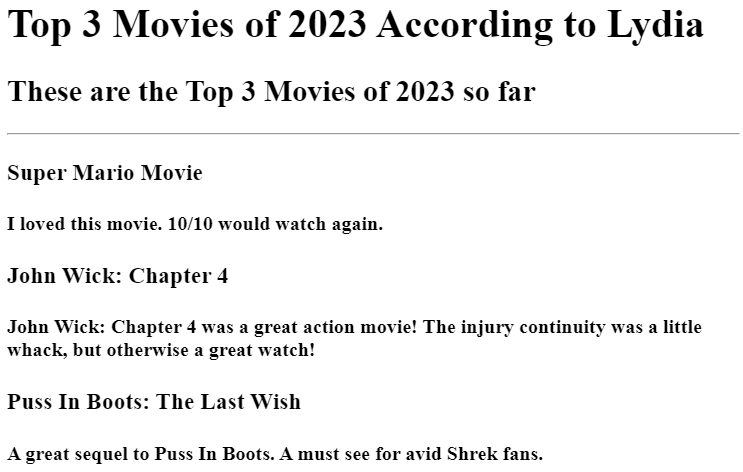 Top 3 Movies of 2023 According to Lydia
These are the Top 3 Movies of 2023 so far
Super Mario Movie
I loved this movie. 10/10 would watch again.
John Wick: Chapter 4
John Wick: Chapter 4 was a great action movie! The injury continuity was a little
whack, but otherwise a great watch!
Puss In Boots: The Last Wish
A great sequel to Puss In Boots. A must see for avid Shrek fans.